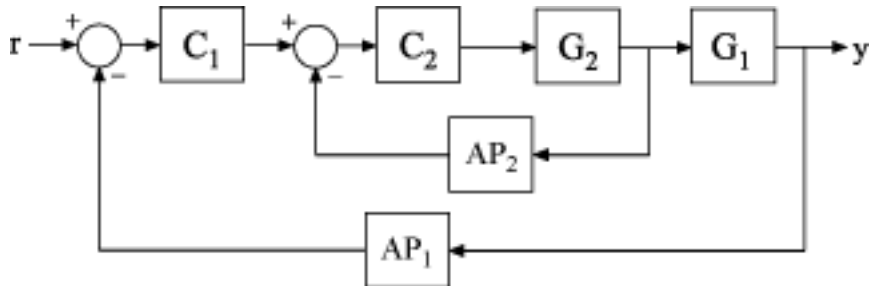 r + − C₁ + − C₂ G₂ G₁ y
AP₂
AP₁